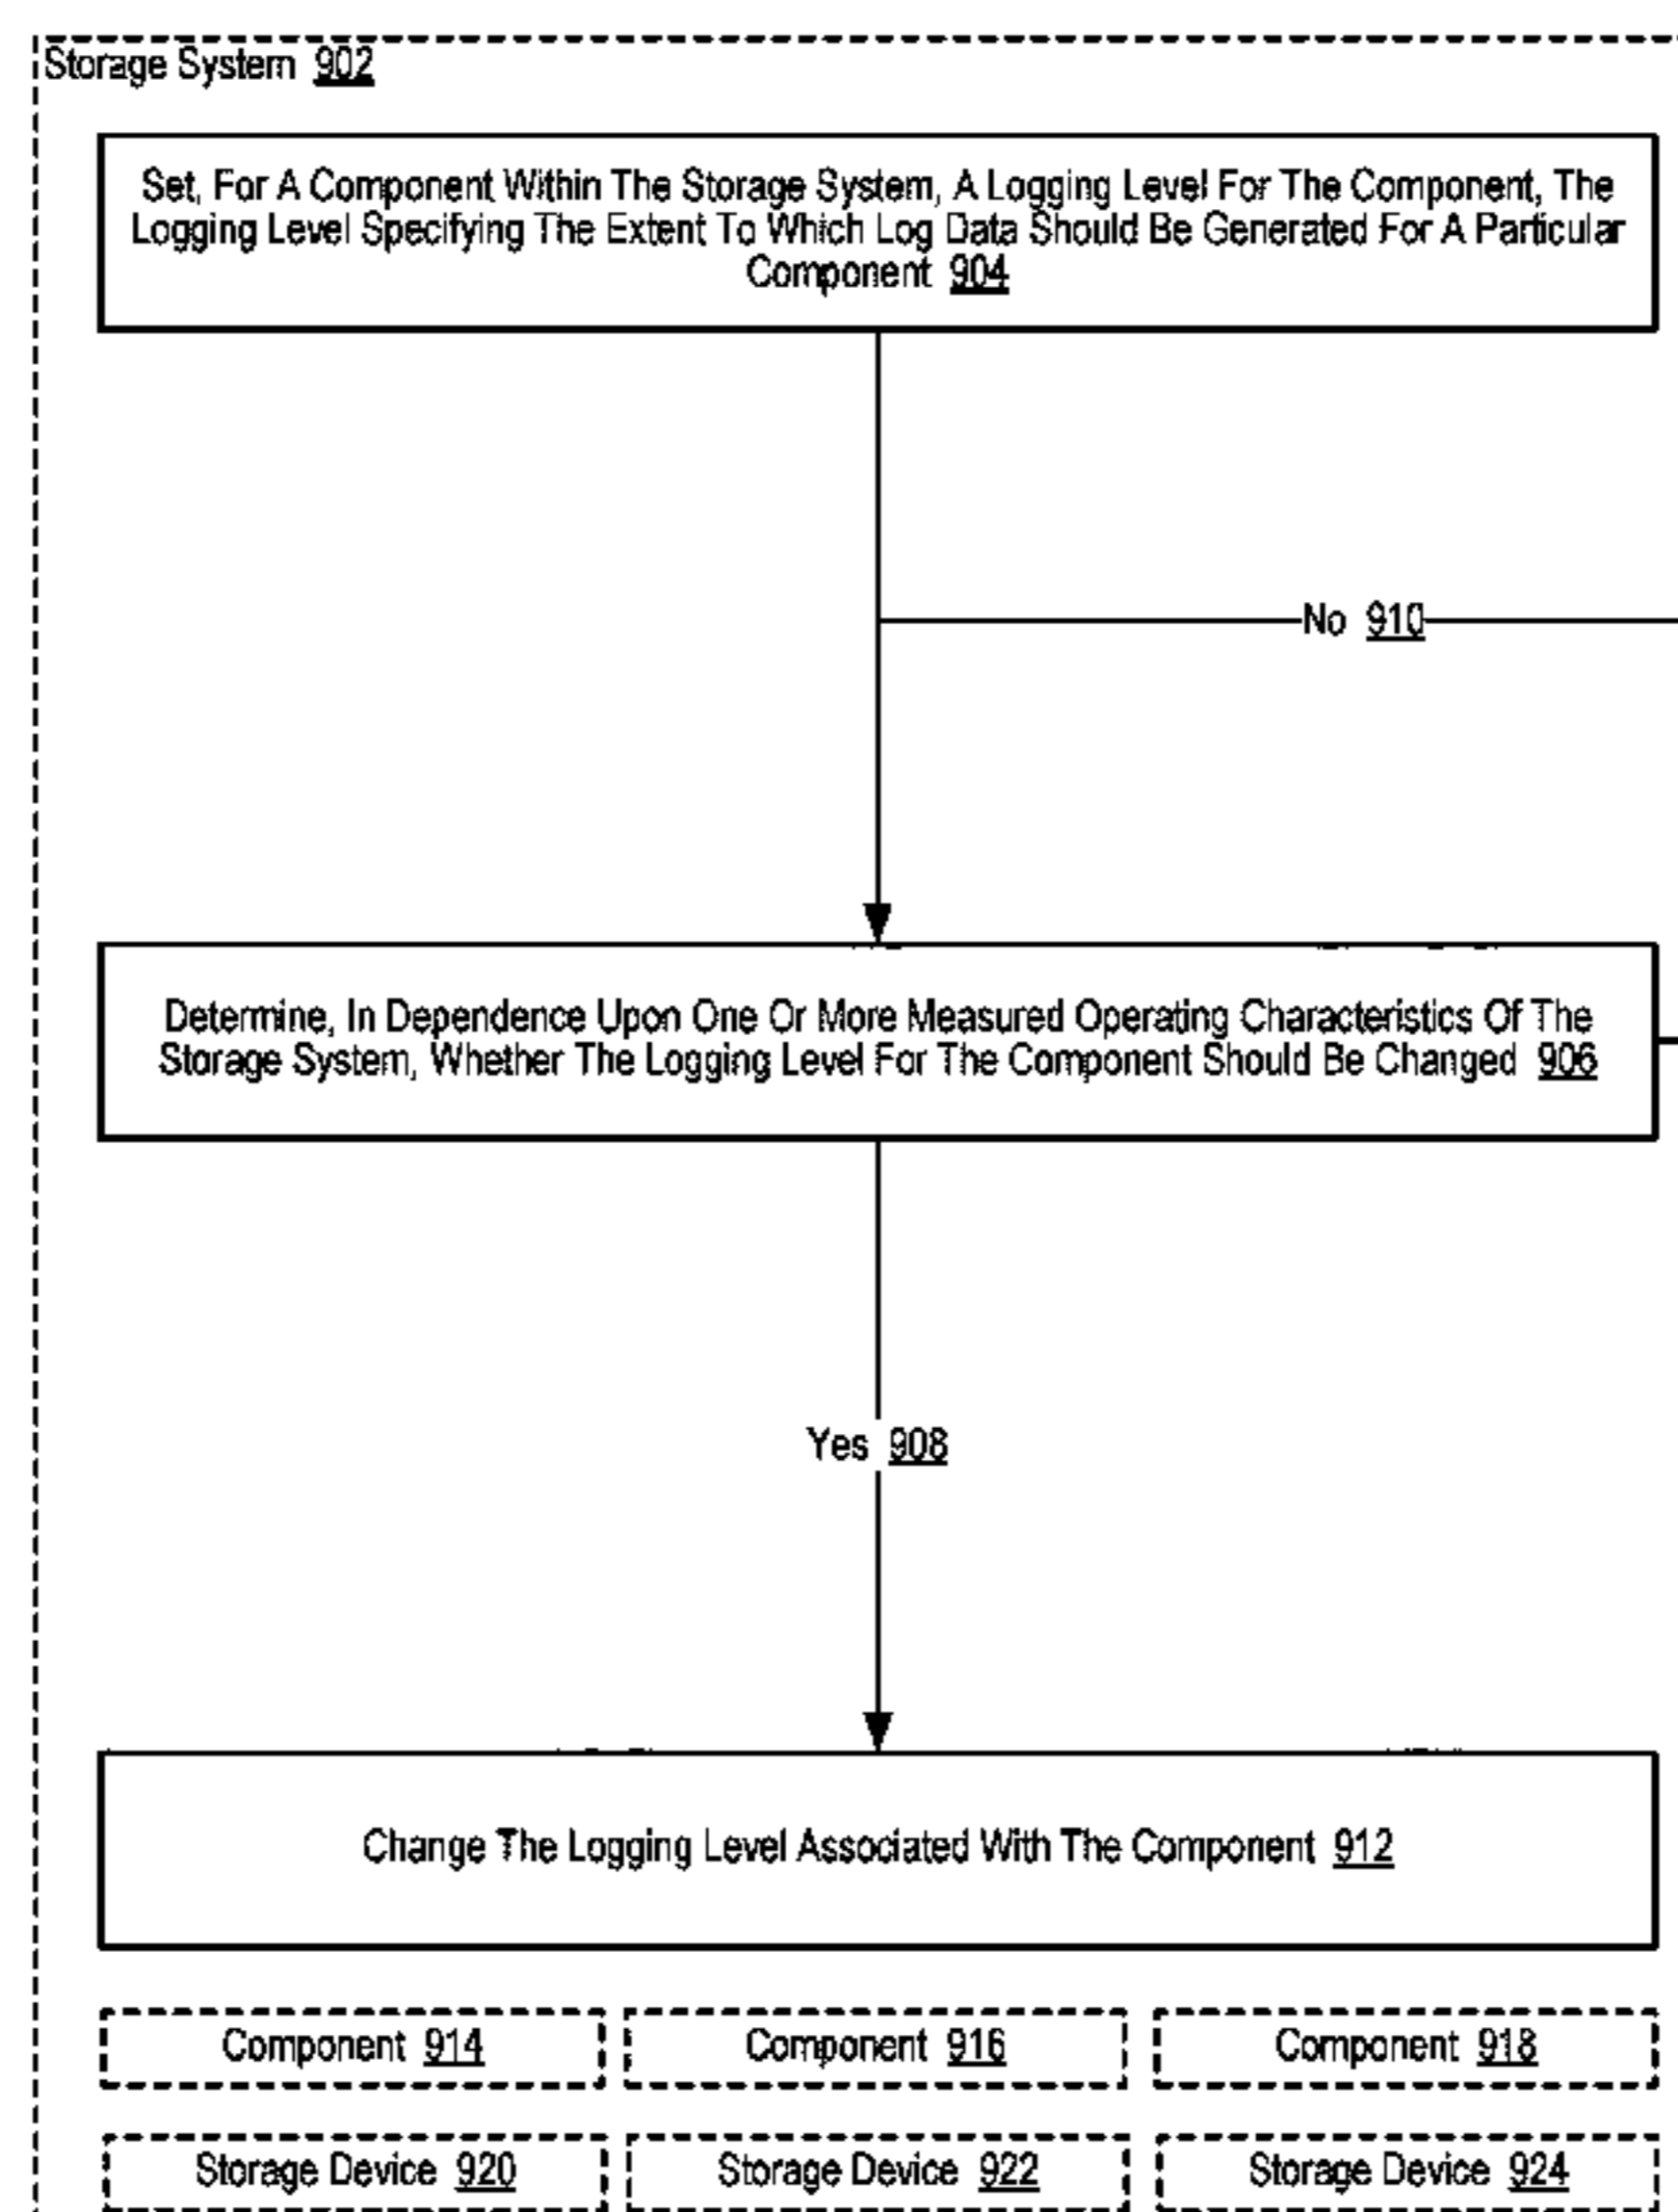 Storage System 902
Set, For A Component Within The Storage System, A Logging Level For The Component, The
Logging Level Specifying The Extent To Which Log Data Should Be Generated For A Particular
Component 904
No 910
Determine, In Dependence Upon One Or More Measured Operating Characteristics Of The
Storage System, Whether The Logging Level For The Component Should Be Changed 906
Yes 908
Change The Logging Level Associated With The Component 912
Component 914
Component 916
Component 918
Storage Device 920
Storage Device 922
Storage Device 924